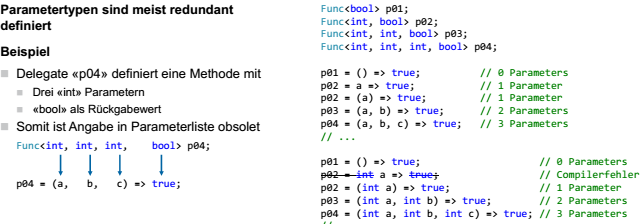 Parametertypen sind meist redundant
definiert
Beispiel
Delegate «p04» definiert eine Methode mit
Drei «int» Parametern
«bool» als Rückgabewert
Somit ist Angabe in Parameterliste obsolet
Func<int, int, int, bool> p04;
p04 = (a, b, c) => true;
Func<bool> p01;
Func<int, bool> p02;
Func<int, int, bool> p03;
Func<int, int, int, bool> p04;
p01 = () => true; // 0 Parameters
p02 = a => true; // 1 Parameter
p02 = (a) => true; // 1 Parameter
p03 = (a, b) => true; // 2 Parameters
p04 = (a, b, c) => true; // 3 Parameters
// ...
p01 = () => true; // 0 Parameters
p02 = int a => true; // Compilerfehler
p02 = (int a) => true; // 1 Parameter
p03 = (int a, int b) => true; // 2 Parameters
p04 = (int a, int b, int c) => true; // 3 Parameters